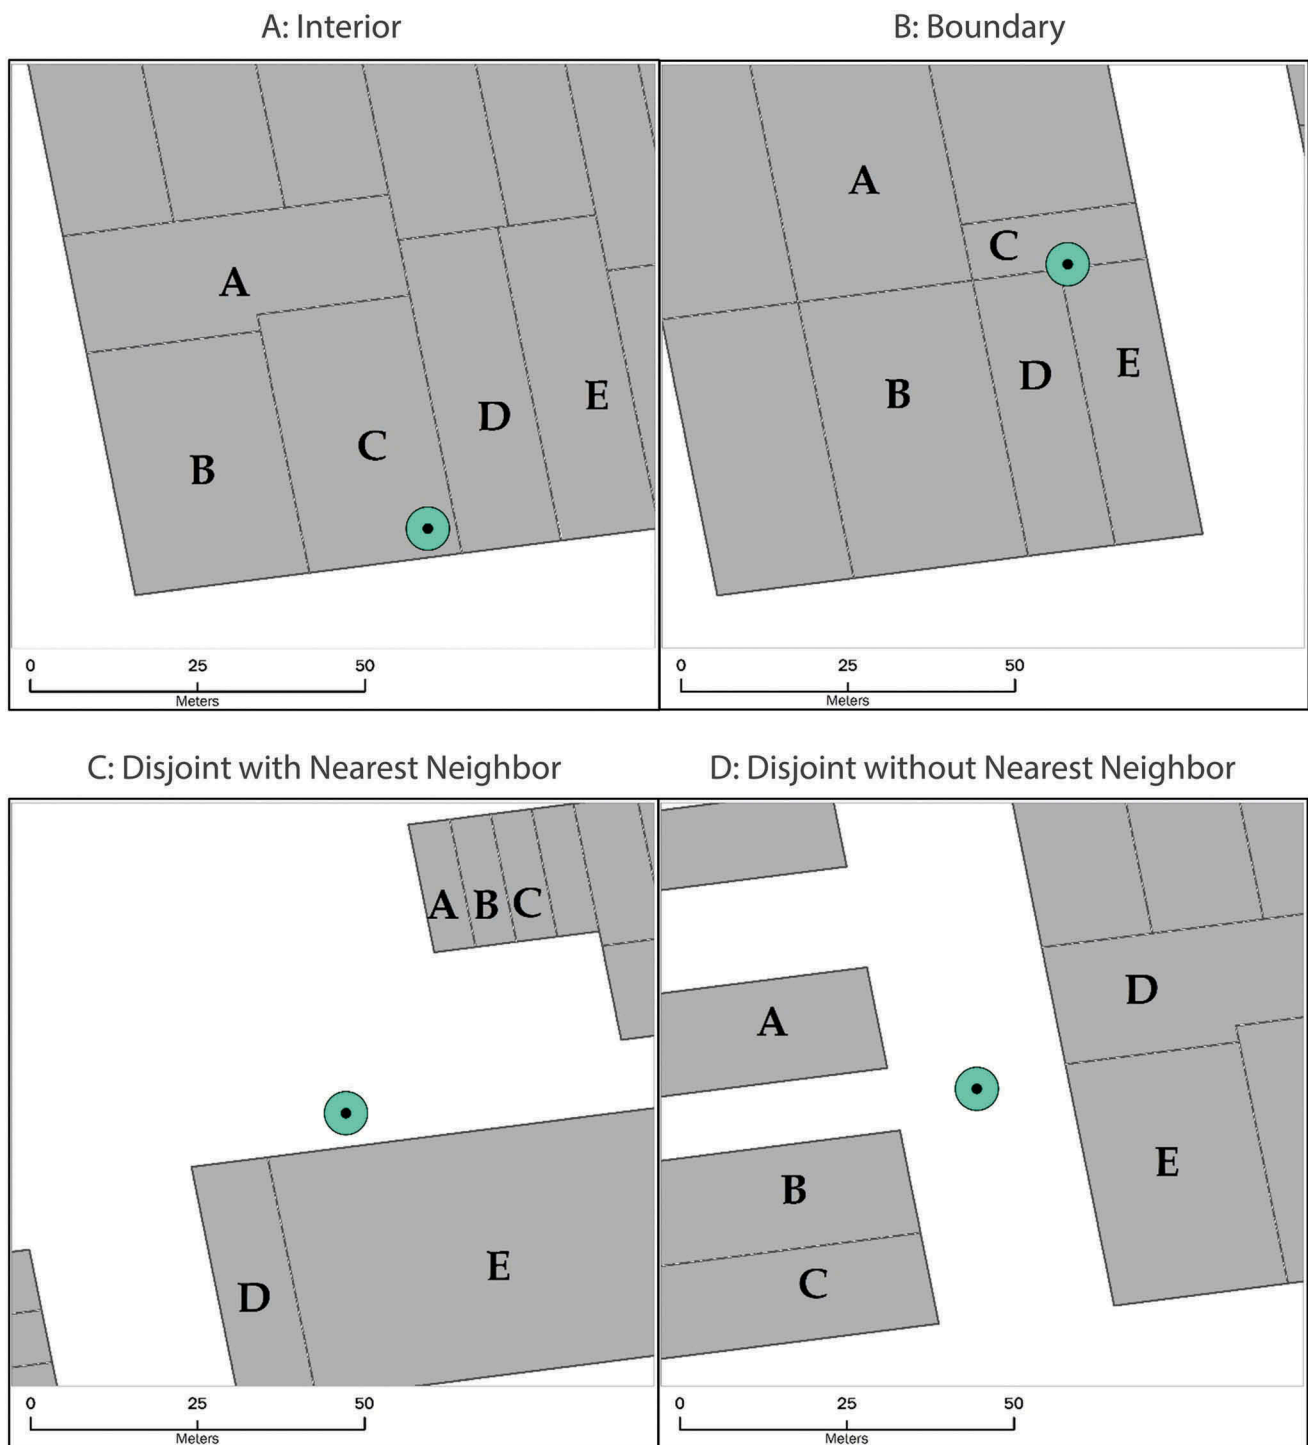 A: Interior
B: Boundary
A
B
C
D
E
0 25 50
Meters
A
B
C
D
E
0 25 50
Meters
C: Disjoint with Nearest Neighbor
D: Disjoint without Nearest Neighbor
A B C
D
E
0 25 50
Meters
A
B
C
D
E
0 25 50
Meters